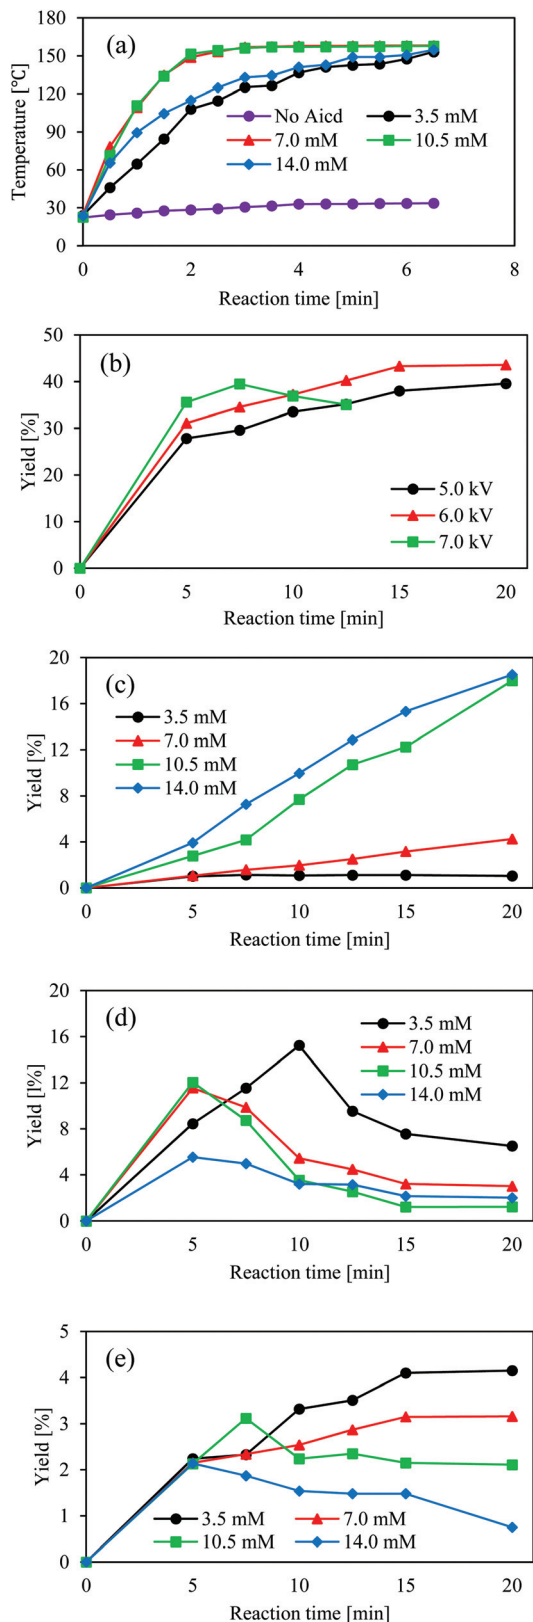 180
(a)
150
120
90
60
30
0
Temperature [°C]
No Aicd
3.5 mM
7.0 mM
10.5 mM
14.0 mM
0 2 4 6 8
Reaction time [min]
50
(b)
40
30
20
10
0
Yield [%]
5.0 kV
6.0 kV
7.0 kV
0 5 10 15 20
Reaction time [min]
20
(c)
16
12
8
4
0
Yield [%]
3.5 mM
7.0 mM
10.5 mM
14.0 mM
0 5 10 15 20
Reaction time [min]
20
(d)
16
12
8
4
0
Yield [l%]
3.5 mM
7.0 mM
10.5 mM
14.0 mM
0 5 10 15 20
Reaction time [min]
5
(e)
4
3
2
1
0
Yield [%]
3.5 mM 7.0 mM
10.5 mM 14.0 mM
0 5 10 15 20
Reaction time [min]